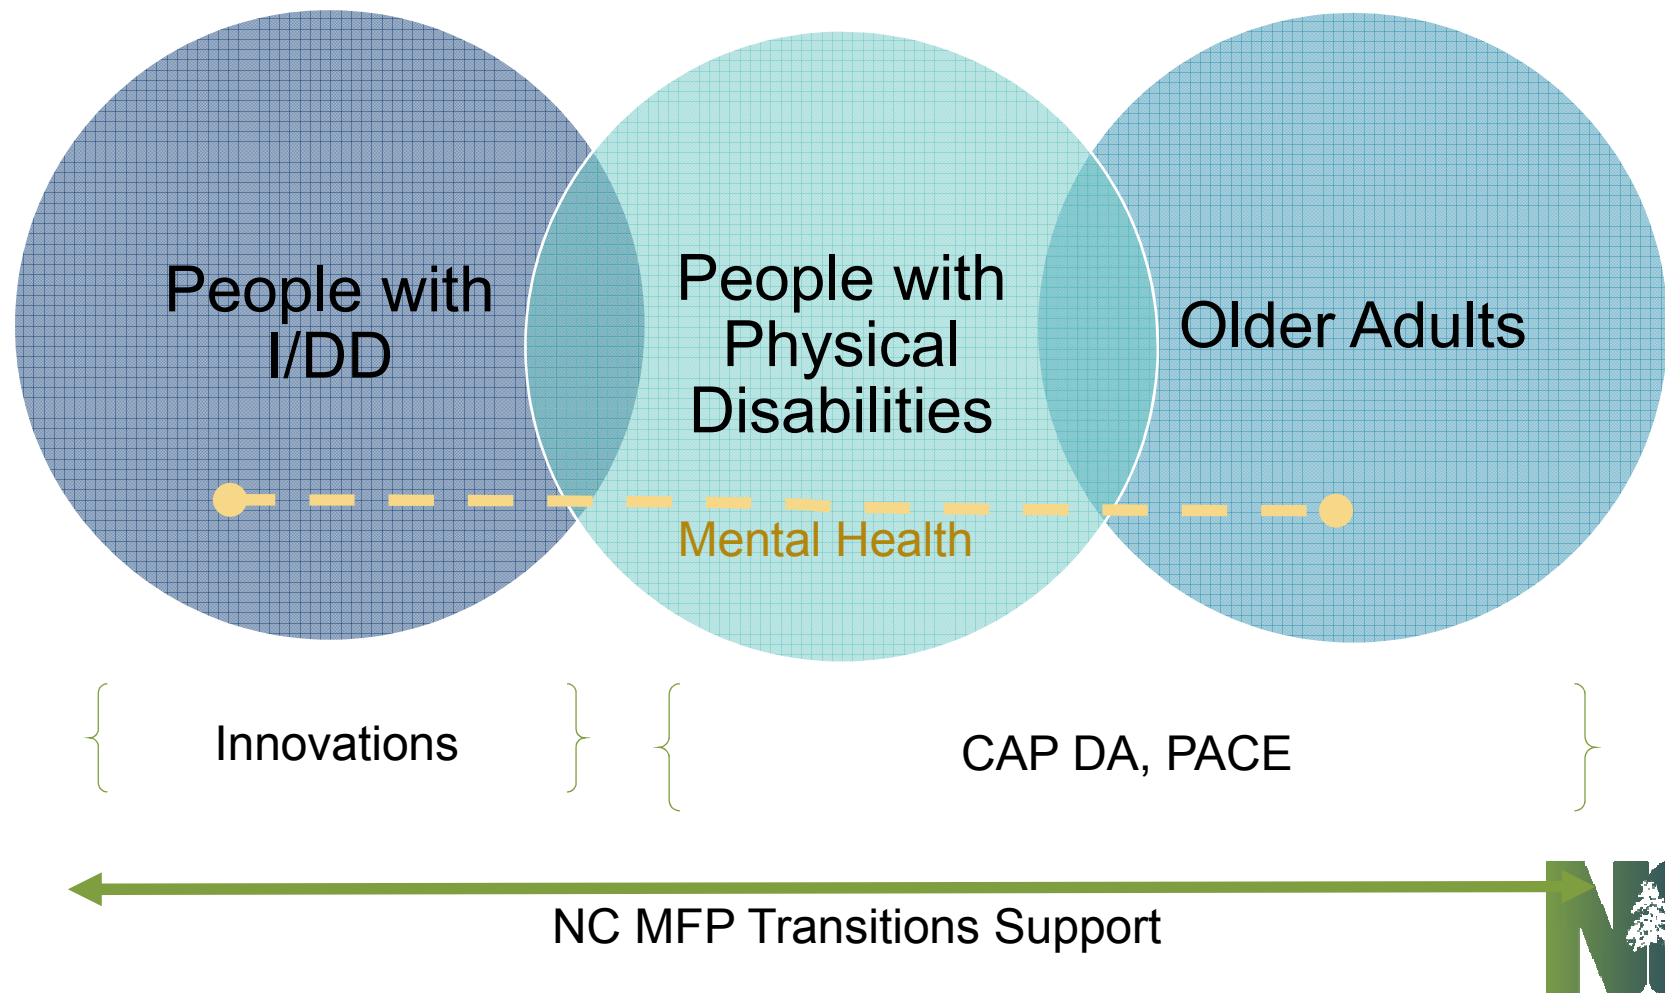 People with
I/DD
People with
Physical
Disabilities
Older Adults
Mental Health
Innovations
CAP DA, PACE
NC MFP Transitions Support